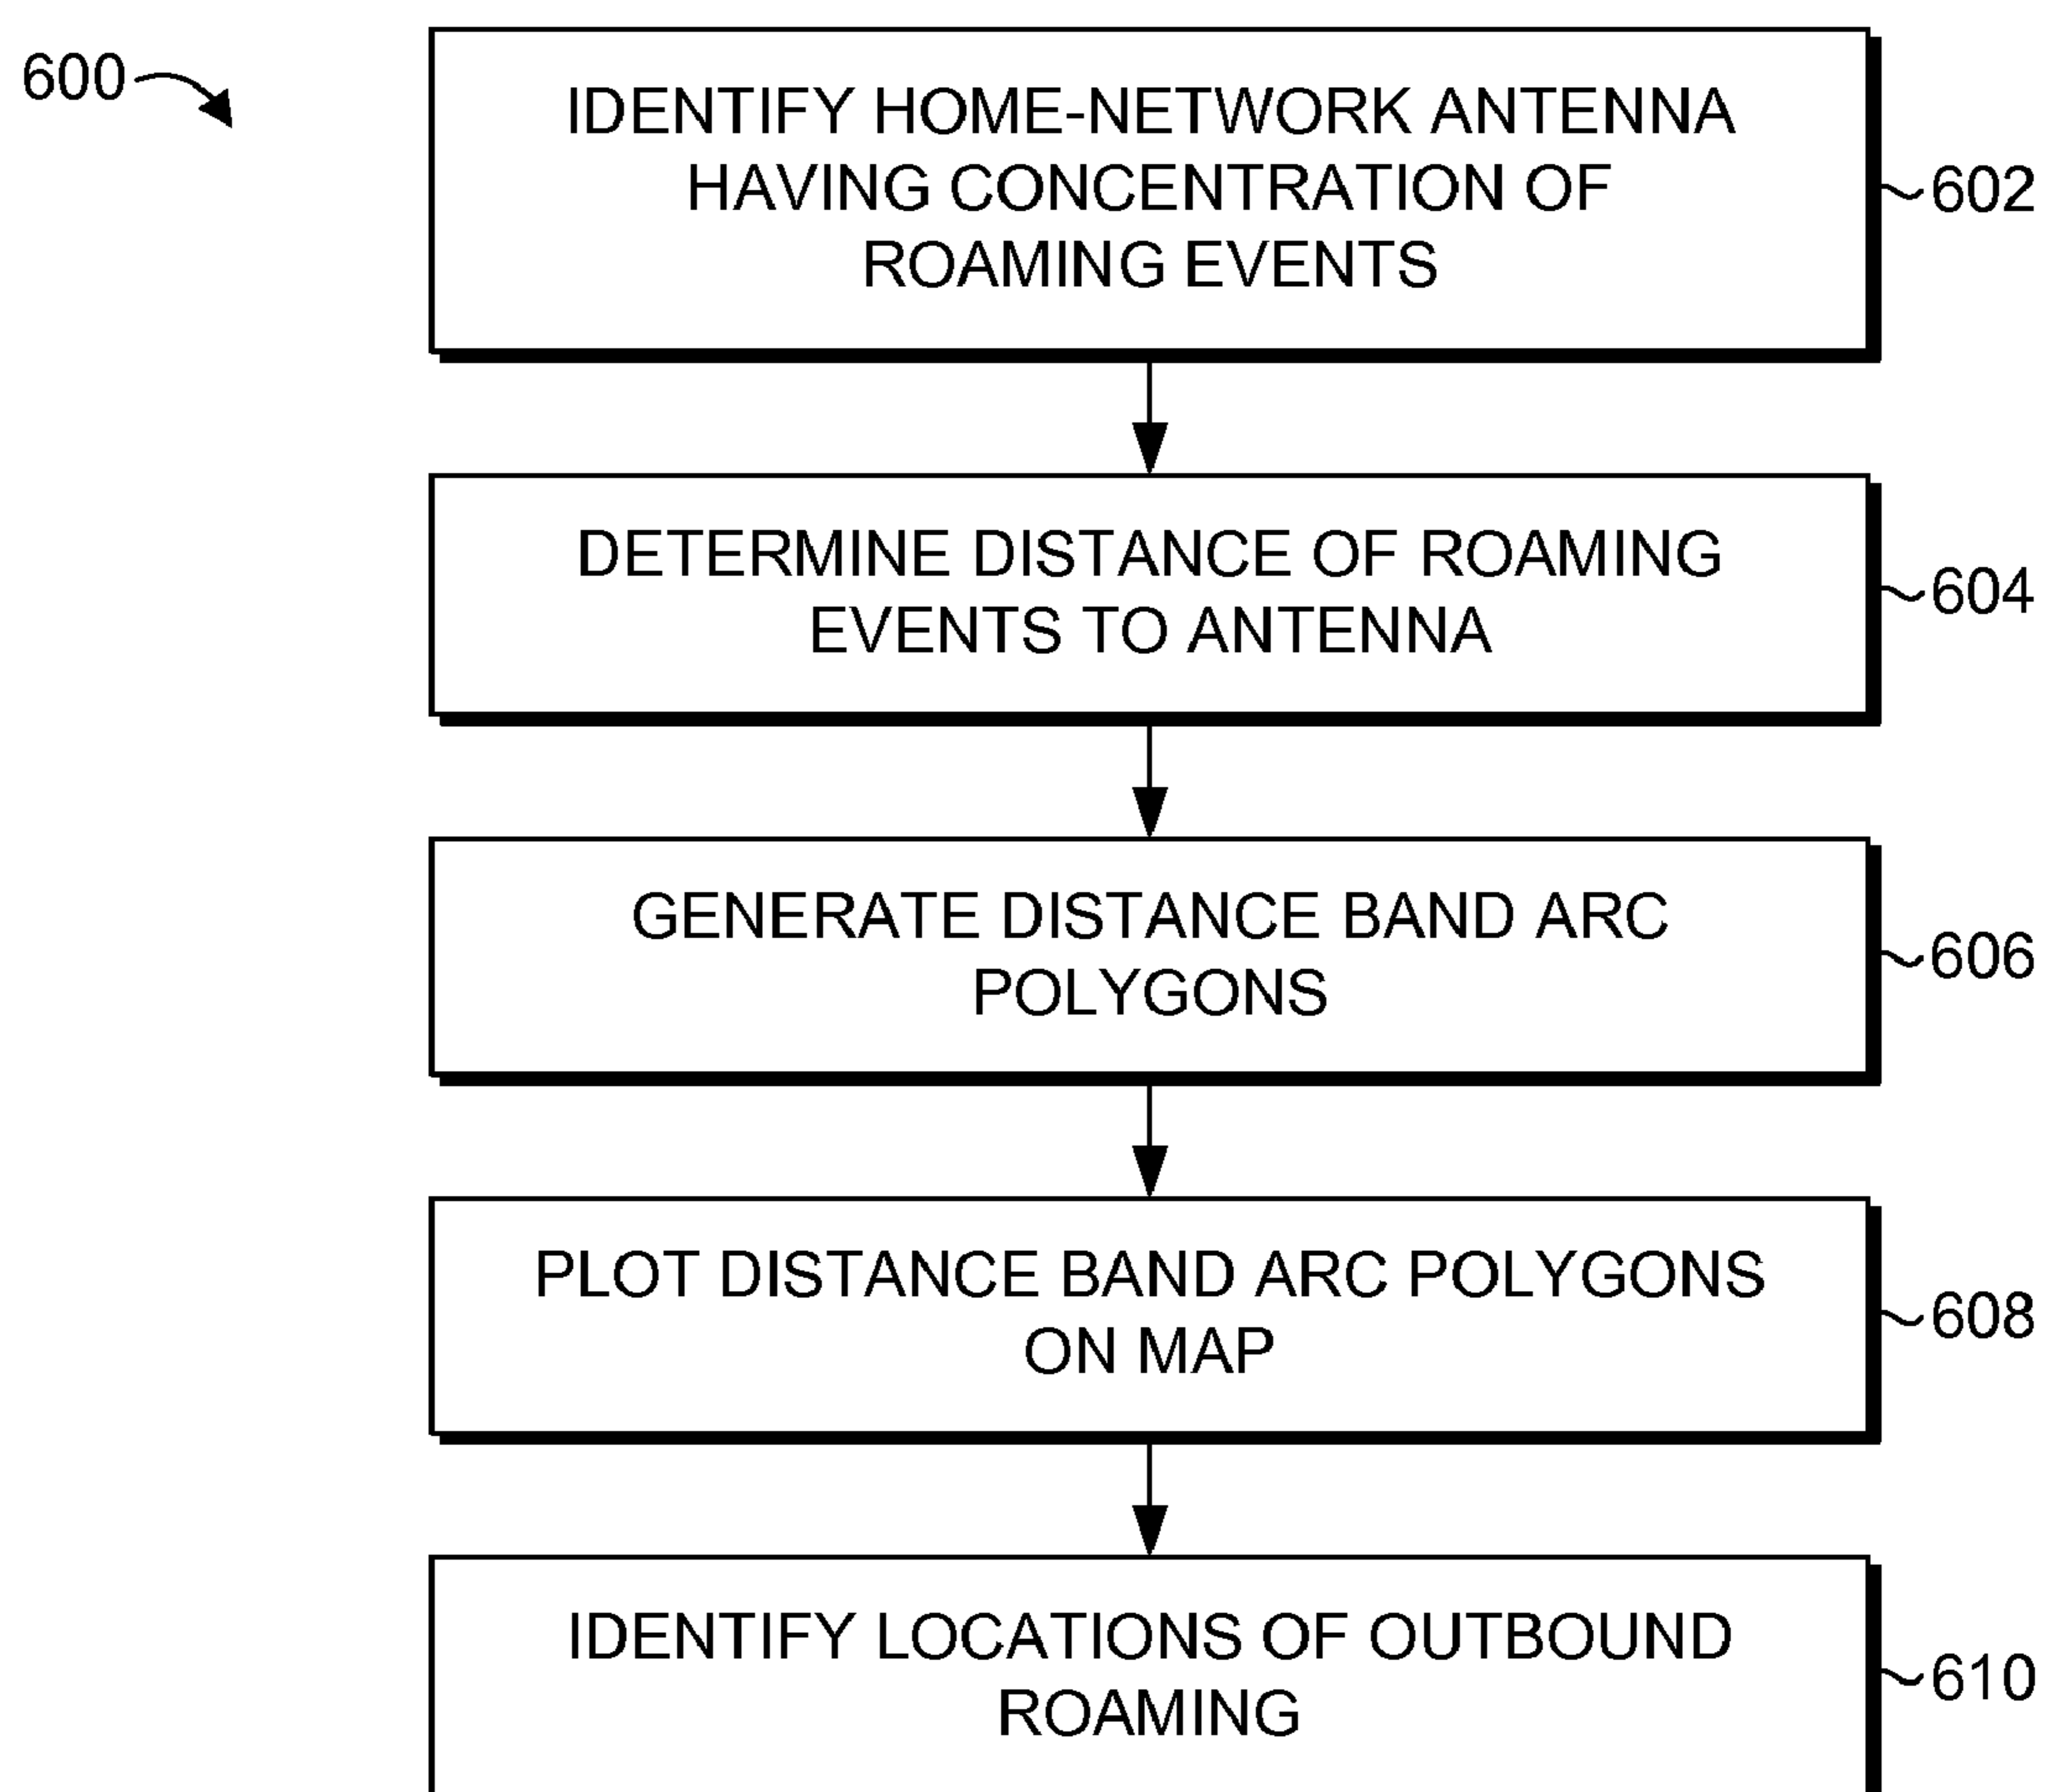 600
IDENTIFY HOME-NETWORK ANTENNA
HAVING CONCENTRATION OF
ROAMING EVENTS
602
DETERMINE DISTANCE OF ROAMING
EVENTS TO ANTENNA
604
GENERATE DISTANCE BAND ARC
POLYGONS
606
PLOT DISTANCE BAND ARC POLYGONS
ON MAP
608
IDENTIFY LOCATIONS OF OUTBOUND
ROAMING
610